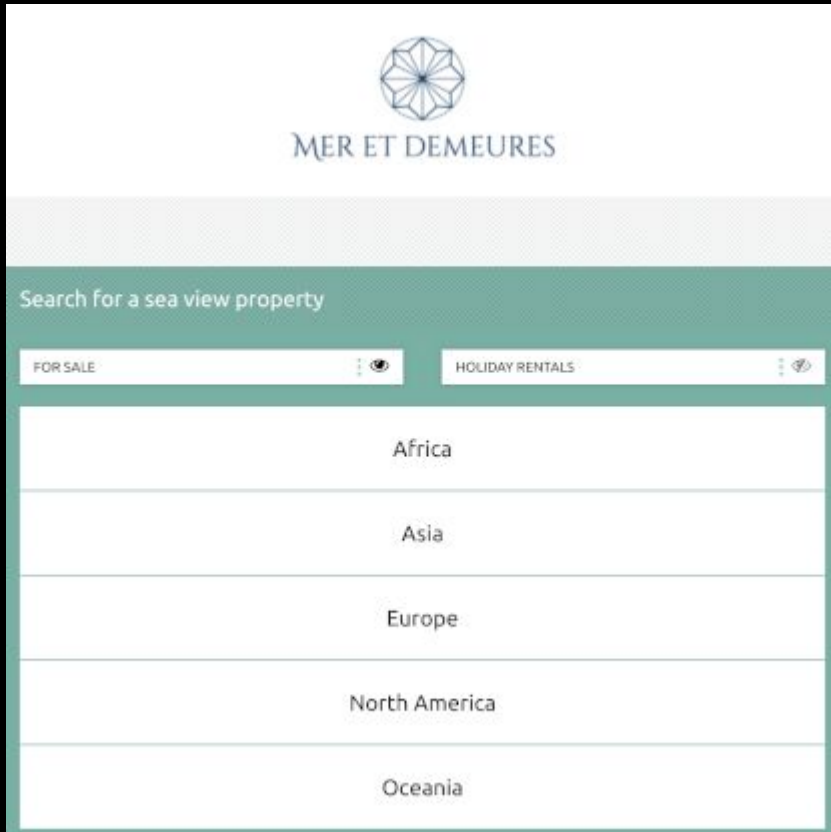 MER ET DEMEURES
Search for a sea view property
FOR SALE
HOLIDAY RENTALS
Africa
Asia
Europe
North America
Oceania